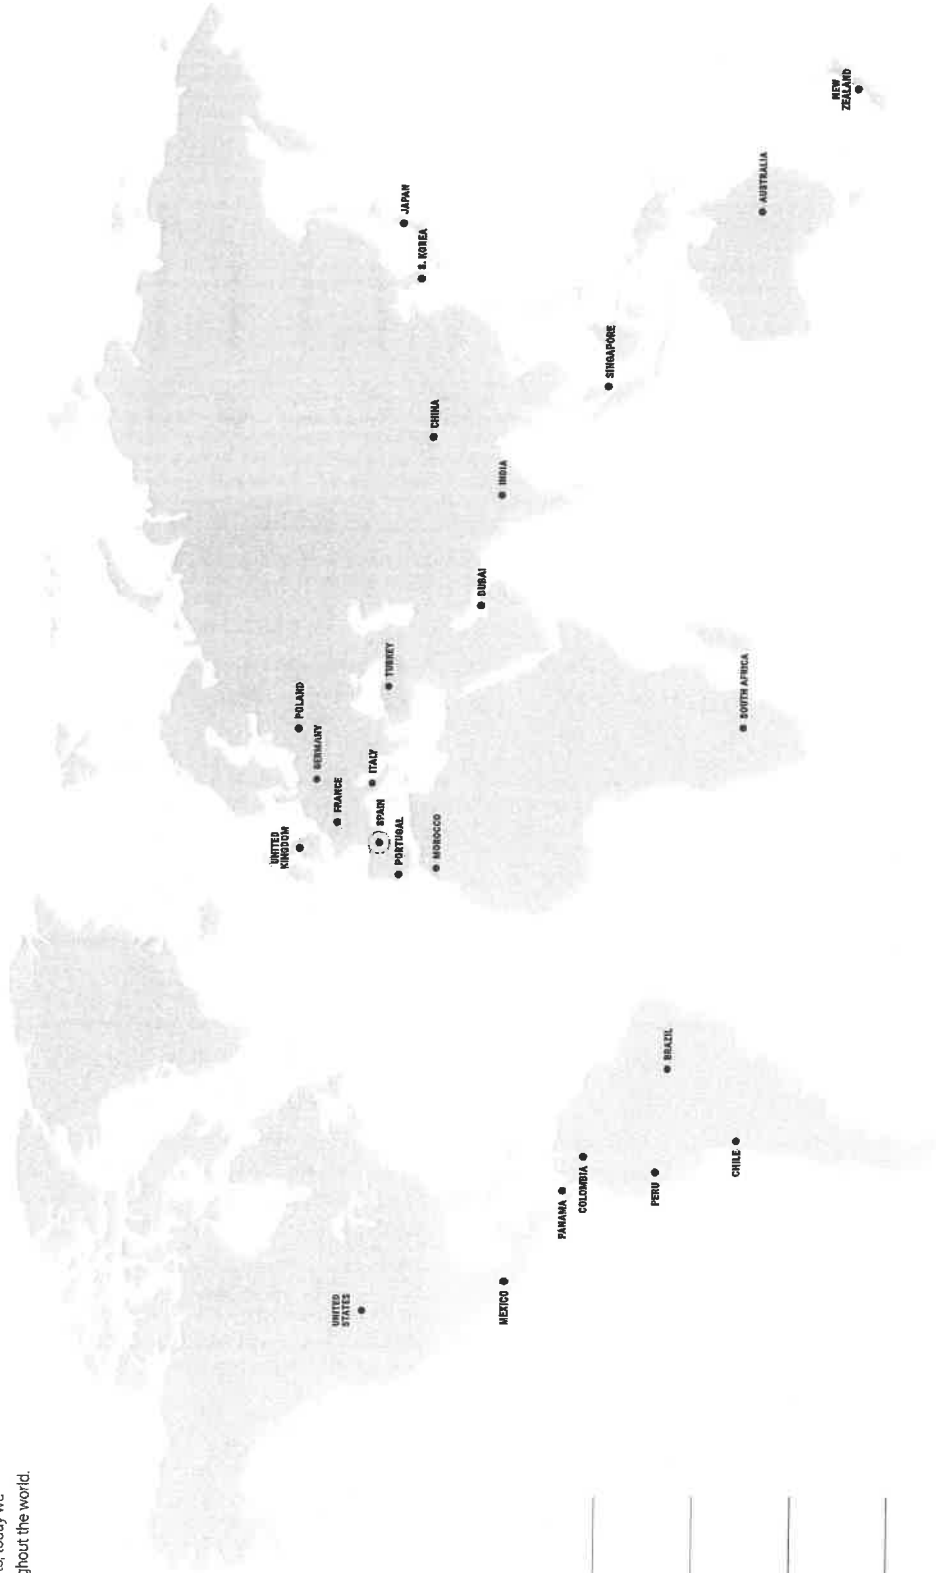 today we
ghout the world.
UNITED
STATES
MEXICO
PANAMA
COLOMBIA
PERU
CHILE
BRAZIL
UNITED
KINGDOM
PORTUGAL
MOROCCO
SPAIN
FRANCE
ITALY
GERMANY
POLAND
TURKEY
SOUTH AFRICA
DUBAI
INDIA
CHINA
SINGAPORE
S. KOREA
JAPAN
AUSTRALIA
NEW
ZEALAND